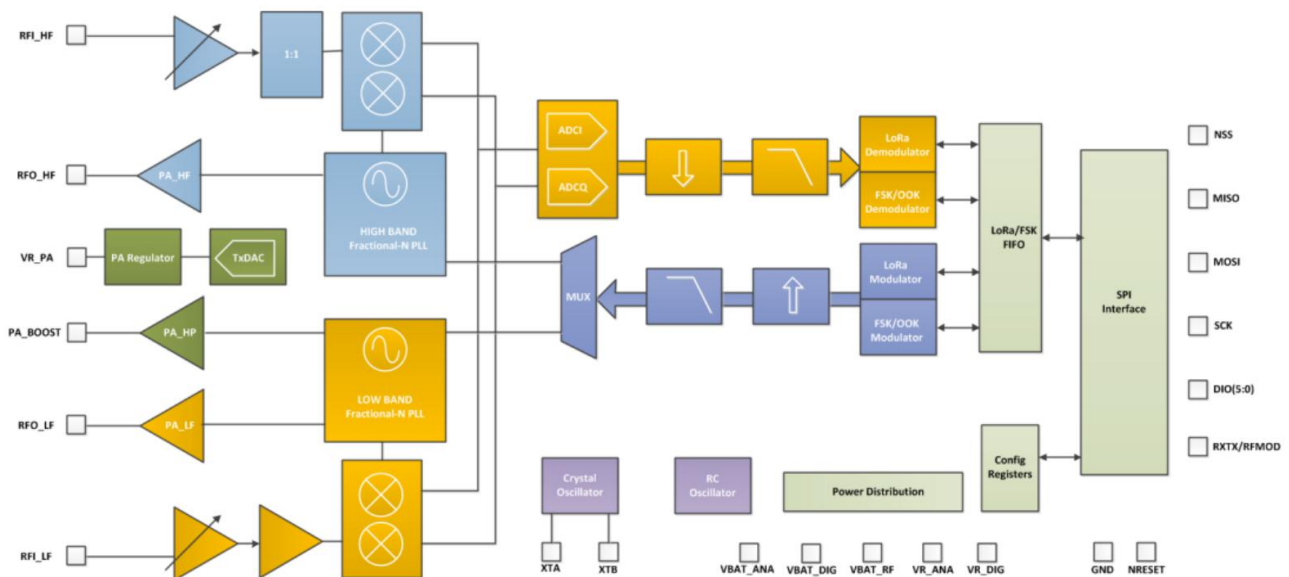 RFI_HF
1:1
RFO_HF
PA_HF
HIGH BAND
Fractional-N PLL
VR_PA
PA Regulator
TxDAC
PA_BOOST
PA_HP
RFO_LF
PA_LF
LOW BAND
Fractional-N PLL
RFI_LF
ADCI
ADCQ
LoRa
Demodulator
FSK/OOK
Demodulator
MUX
LoRa
Modulator
FSK/OOK
Modulator
LoRa/FSK
FIFO
SPI
Interface
NSS
MISO
MOSI
SCK
DIO(5:0)
RXTX/RFMOD
Crystal
Oscillator
RC
Oscillator
Power Distribution
Config
Registers
XTA
XTB
VBAT_ANA
VBAT_DIG
VBAT_RF
VR_ANA
VR_DIG
GND
NRESET